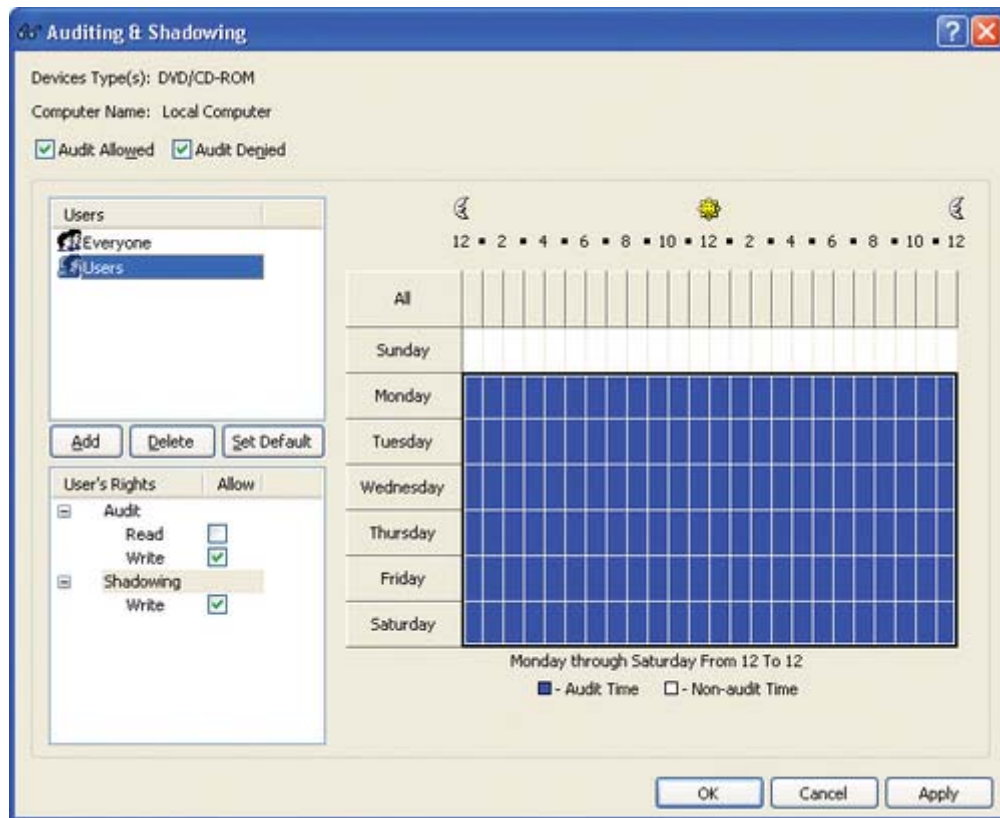 Auditing & Shadowing
Devices Type(s): DVD/CD-ROM
Computer Name: Local Computer
Audit Allowed Audit Denied
Users
Everyone
Users
Add Delete Set Default
User's Rights Allow
Audit
Read
Write
Shadowing
Write
12 • 2 • 4 • 6 • 8 • 10 • 12 • 2 • 4 • 6 • 8 • 10 • 12
All
Sunday
Monday
Tuesday
Wednesday
Thursday
Friday
Saturday
Monday through Saturday From 12 To 12
- Audit Time - Non-audit Time
OK Cancel Apply